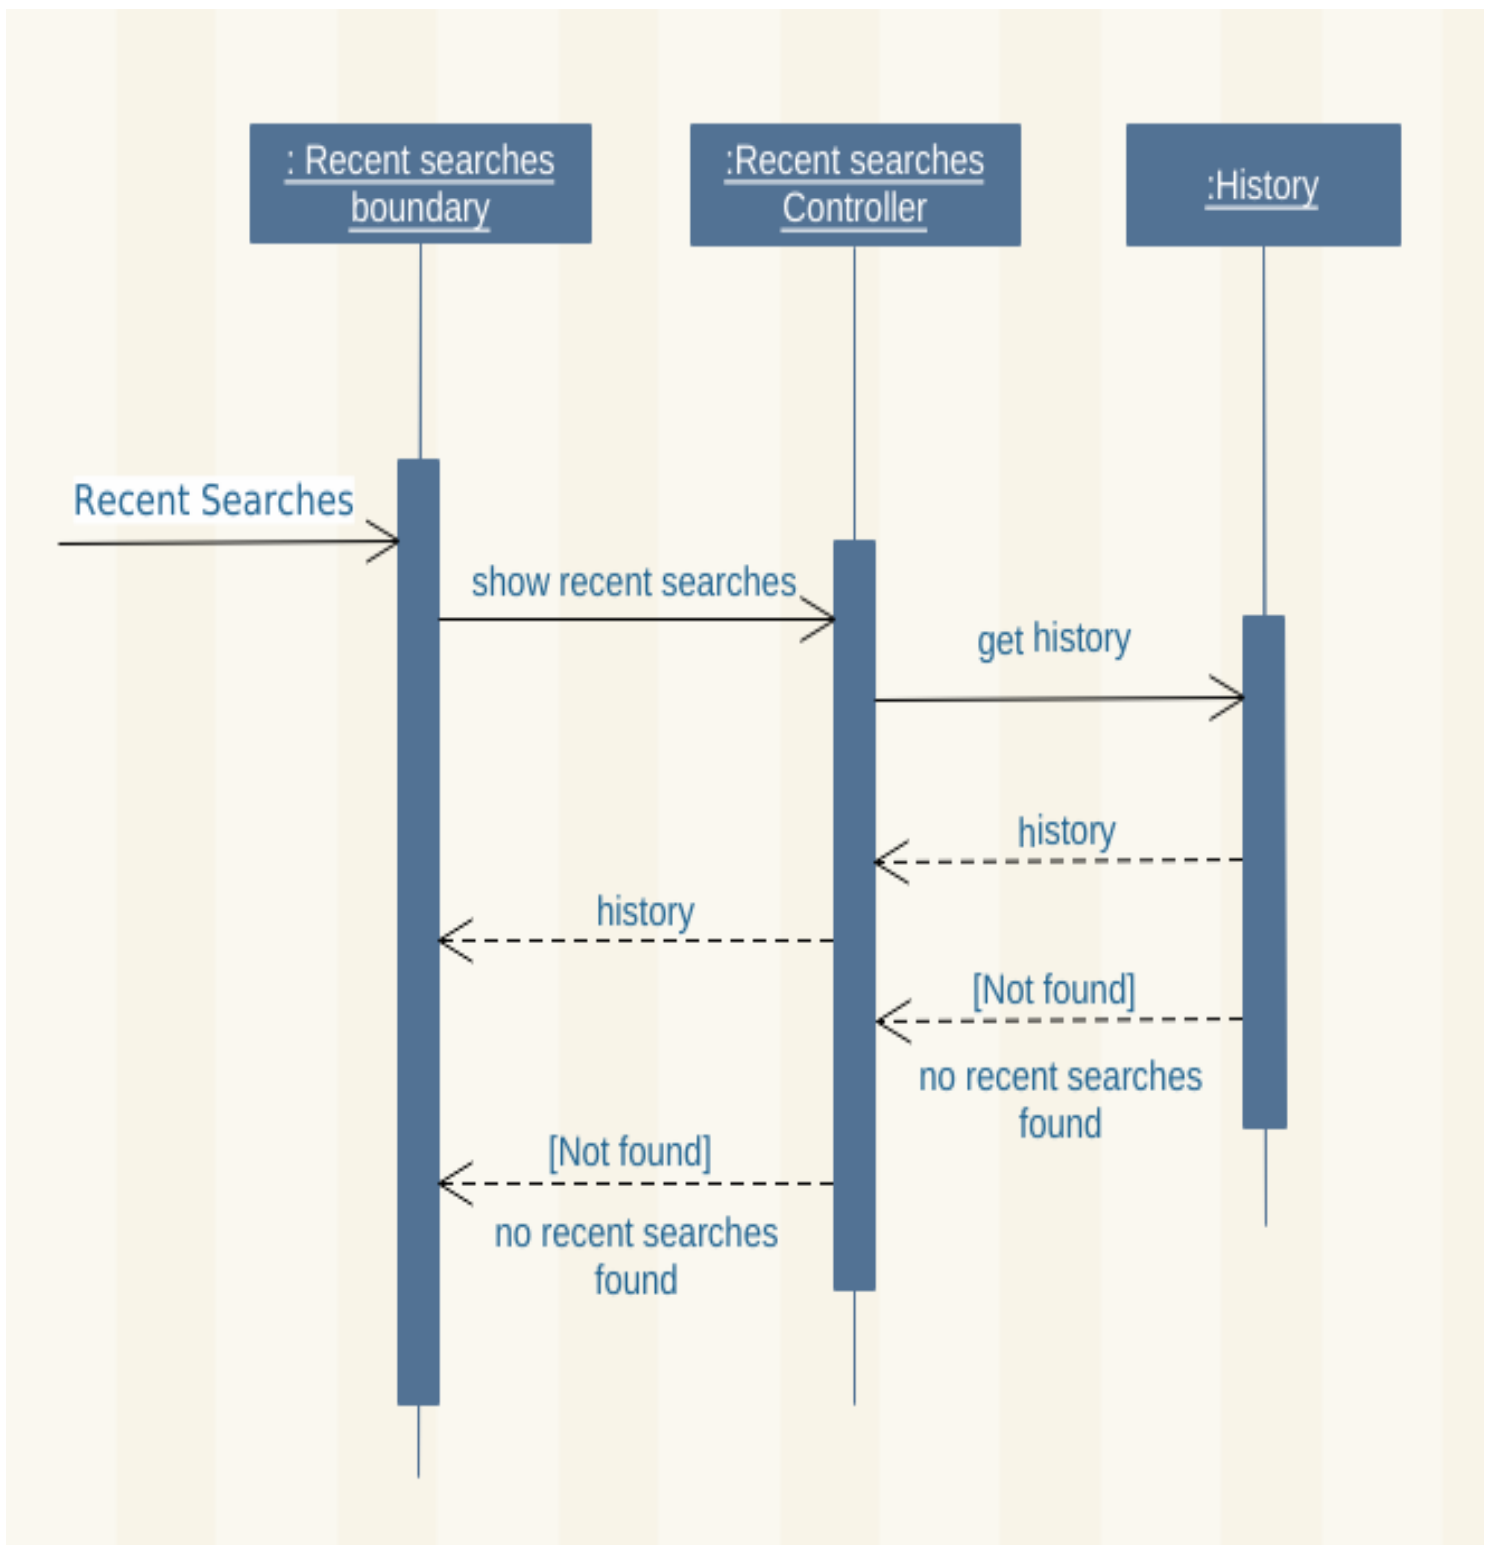 : Recent searches
boundary
:Recent searches
Controller
:History
Recent Searches
show recent searches
get history
history
history
[Not found]
no recent searches
found
[Not found]
no recent searches
found